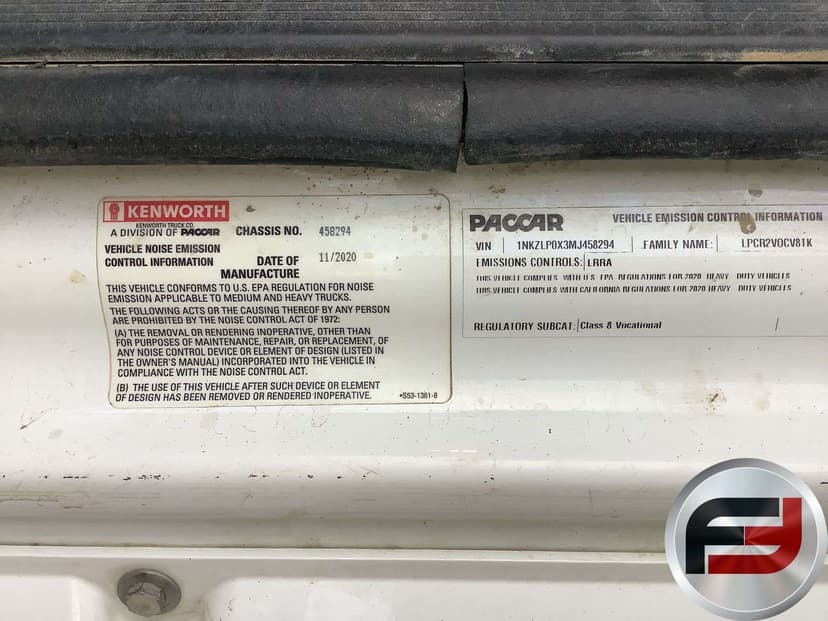 KENWORTH
KENWORTH TRUCK CO.
A DIVISION OF PACCAR
CHASSIS NO. 458294
VEHICLE NOISE EMISSION
CONTROL INFORMATION
DATE OF
MANUFACTURE
11/2020
THIS VEHICLE CONFORMS TO U.S. EPA REGULATION FOR NOISE
EMISSION APPLICABLE TO MEDIUM AND HEAVY TRUCKS.
THE FOLLOWING ACTS OR THE CAUSING THEREOF BY ANY PERSON
ARE PROHIBITED BY THE NOISE CONTROL ACT OF 1972:
(A) THE REMOVAL OR RENDERING INOPERATIVE, OTHER THAN
FOR PURPOSES OF MAINTENANCE, REPAIR, OR REPLACEMENT, OF
ANY NOISE CONTROL DEVICE OR ELEMENT OF DESIGN (LISTED IN
THE OWNER'S MANUAL) INCORPORATED INTO THE VEHICLE IN
COMPLIANCE WITH THE NOISE CONTROL ACT.
(B) THE USE OF THIS VEHICLE AFTER SUCH DEVICE OR ELEMENT
OF DESIGN HAS BEEN REMOVED OR RENDERED INOPERATIVE.
•S53-1361-8
PACCAR VEHICLE EMISSION CONTROL INFORMATION
VIN 1NKZLP0X3MJ458294 FAMILY NAME: LPCR2VOCV81K
EMISSIONS CONTROLS: LRRA
THIS VEHICLE COMPLIES WITH U.S. EPA REGULATIONS FOR 2020 HEAVY DUTY VEHICLES
THIS VEHICLE COMPLIES WITH CALIFORNIA REGULATIONS FOR 2020 HEAVY DUTY VEHICLES
REGULATORY SUBCAT: Class 8 Vocational